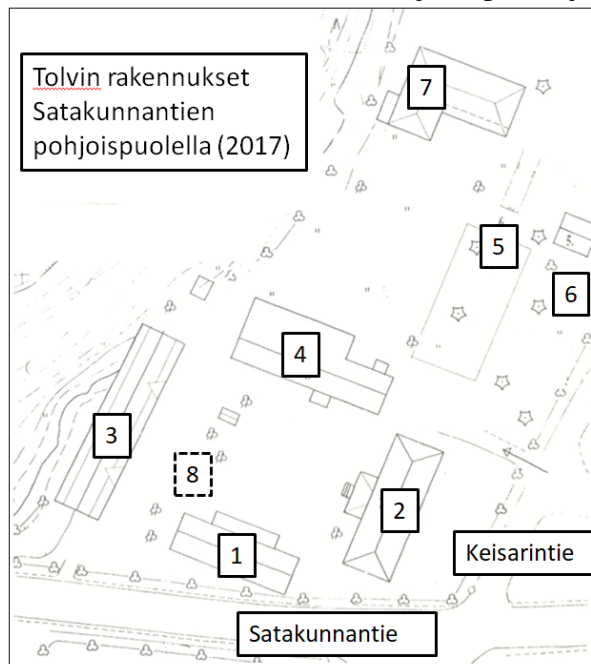 Tolvin rakennukset
Satakunnantien
pohjoispuolella (2017)
7
5
6
4
3
8
2
1
Keisarintie
Satakunnantie